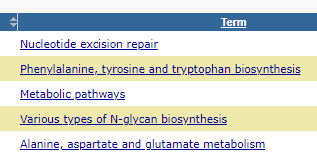 Term
Nucleotide excision repair
Phenylalanine, tyrosine and tryptophan biosynthesis
Metabolic pathways
Various types of N-glycan biosynthesis
Alanine, aspartate and glutamate metabolism